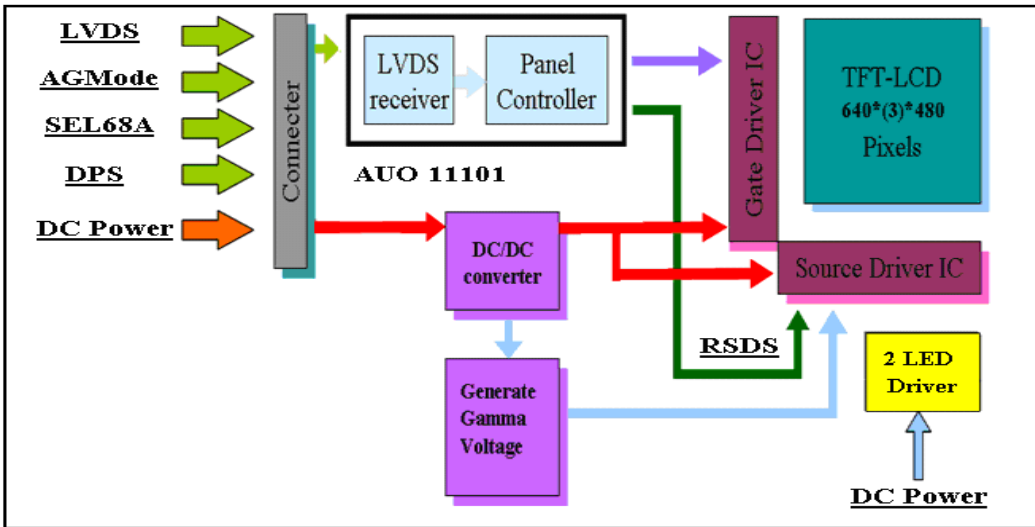 LVDS
AGMode
SEL68A
DPS
DC Power
Connecter
LVDS
receiver
Panel
Controller
AUO 11101
Gate Driver IC
TFT-LCD
640*(3)*480
Pixels
DC/DC
converter
Source Driver IC
RSDS
Generate
Gamma
Voltage
2 LED
Driver
DC Power